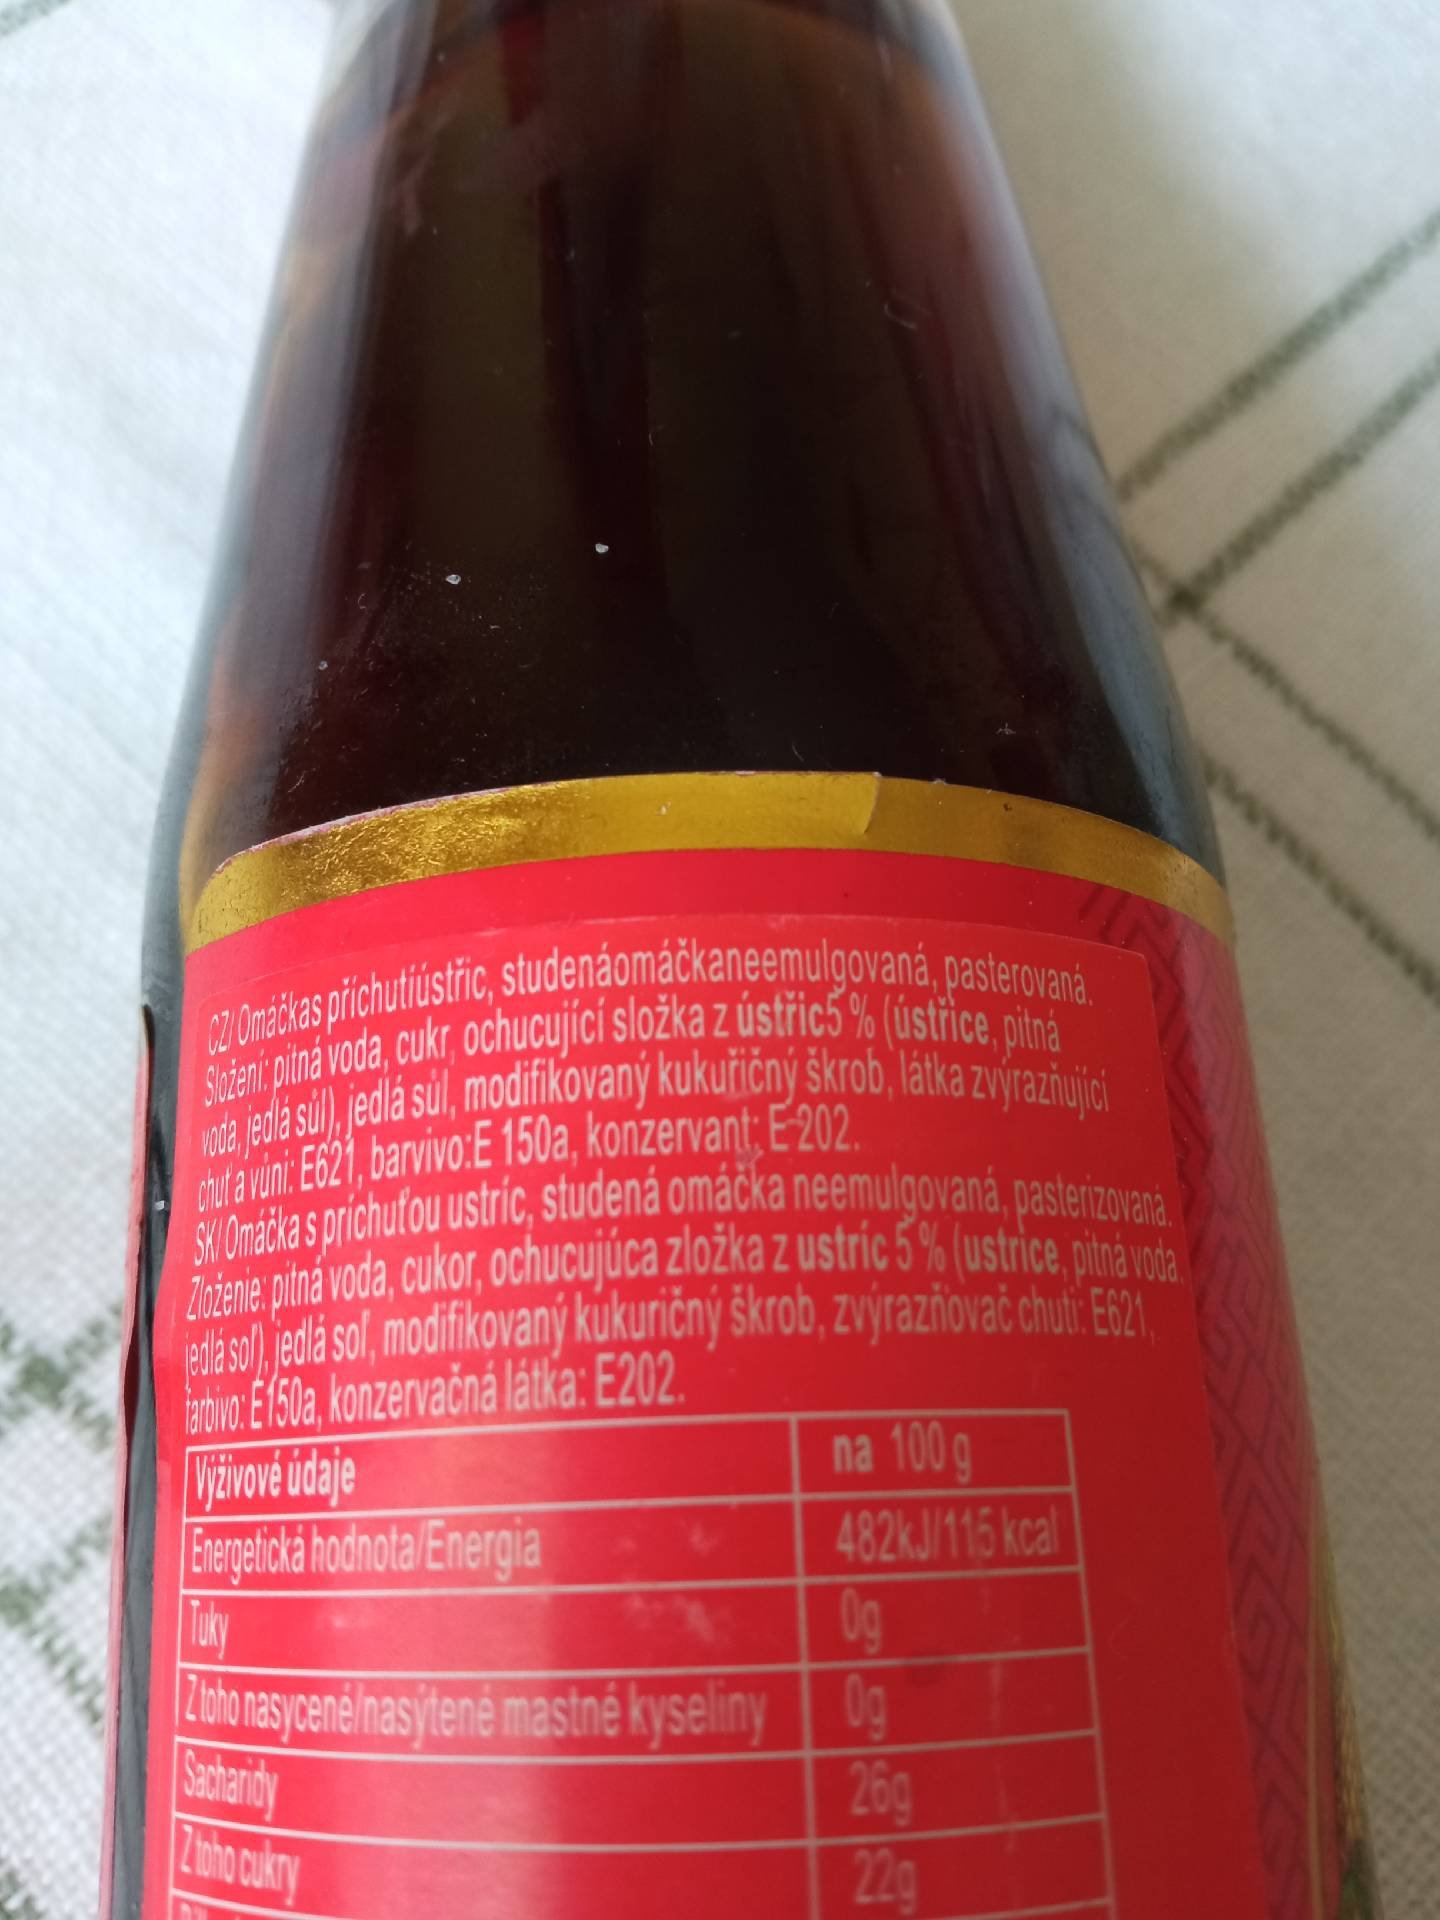 CZ/ Omáčkas příchutíústřic, studenáomáčkaneemulgovaná, pasterovaná.
Složení: pitná voda, cukr, ochucující složka z ústřic5 % (ústřice, pitná
voda, jedlá sůl), jedlá sůl, modifikovaný kukuřičný škrob, látka zvýrazňující
chuť a vůni: E621, barvivo:E 150a, konzervant: E-202.
SK/ Omáčka s príchuťou ustríc, studená omáčka neemulgovaná, pasterizovaná.
Zloženie: pitná voda, cukor, ochucujúca zložka z ustríc 5 % (ustrice, pitná voda,
jedlá soľ), jedlá soľ, modifikovaný kukuričný škrob, zvýrazňovač chuti: E621,
farbivo: E150a, konzervačná látka: E202.
Výživové údaje na 100 g
Energetická hodnota/Energia 482kJ/115 kcal
Tuky 0g
Z toho nasycené/nasýtené mastné kyseliny 0g
Sacharidy 26g
Z toho cukry 22g